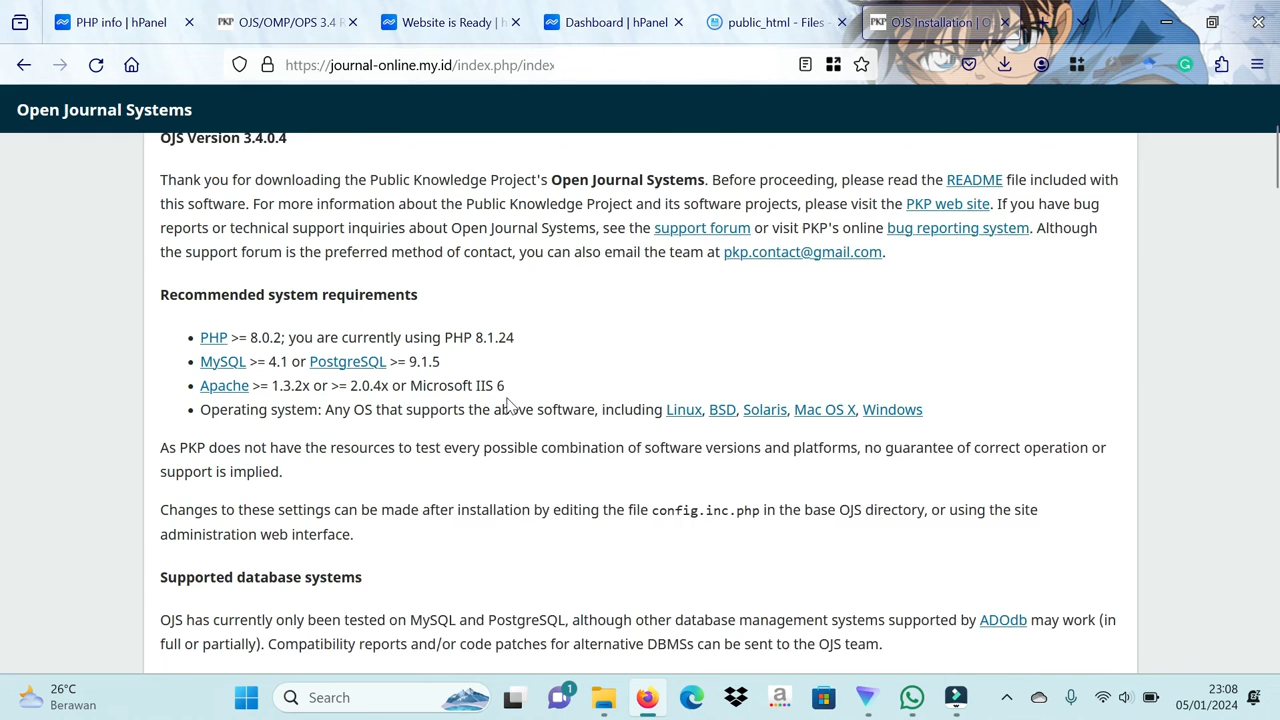 PHP info | hPanel
PKP OJS/OMP/OPS 3.4 R
Website is Ready | h
Dashboard | hPanel
public_html - Files -
PKP OJS Installation | O
https://journal-online.my.id/index.php/index
Open Journal Systems
OJS Version 3.4.0.4
Thank you for downloading the Public Knowledge Project's Open Journal Systems. Before proceeding, please read the README file included with
this software. For more information about the Public Knowledge Project and its software projects, please visit the PKP web site. If you have bug
reports or technical support inquiries about Open Journal Systems, see the support forum or visit PKP's online bug reporting system. Although
the support forum is the preferred method of contact, you can also email the team at pkp.contact@gmail.com.
Recommended system requirements
• PHP >= 8.0.2; you are currently using PHP 8.1.24
• MySQL >= 4.1 or PostgreSQL >= 9.1.5
• Apache >= 1.3.2x or >= 2.0.4x or Microsoft IIS 6
• Operating system: Any OS that supports the above software, including Linux, BSD, Solaris, Mac OS X, Windows
As PKP does not have the resources to test every possible combination of software versions and platforms, no guarantee of correct operation or
support is implied.
Changes to these settings can be made after installation by editing the file config.inc.php in the base OJS directory, or using the site
administration web interface.
Supported database systems
OJS has currently only been tested on MySQL and PostgreSQL, although other database management systems supported by ADOdb may work (in
full or partially). Compatibility reports and/or code patches for alternative DBMSs can be sent to the OJS team.
26°C
Berawan
Search
1
23:08
05/01/2024